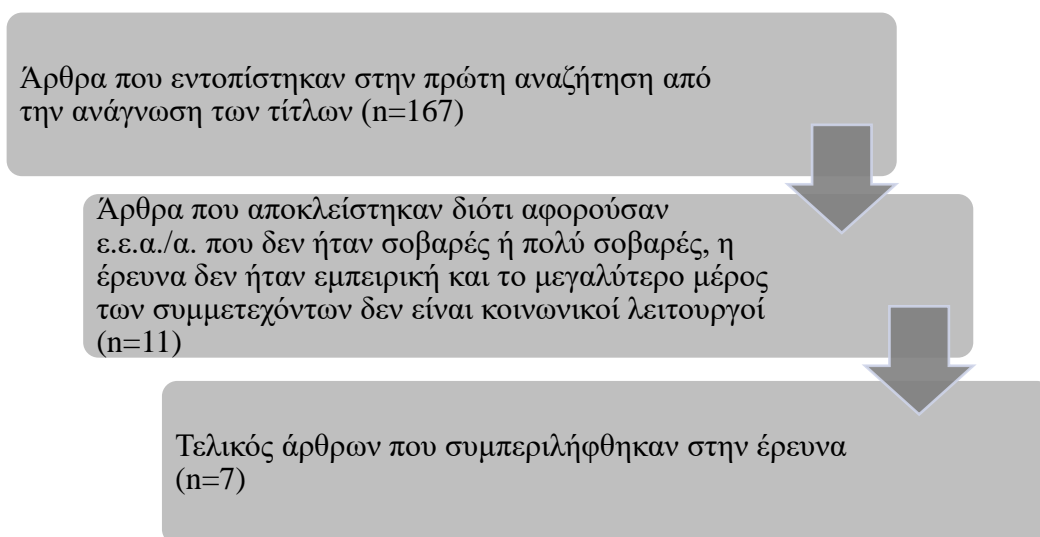 Άρθρα που εντοπίστηκαν στην πρώτη αναζήτηση από
την ανάγνωση των τίτλων (n=167)
Άρθρα που αποκλείστηκαν διότι αφορούσαν
ε.ε.α./α. που δεν ήταν σοβαρές ή πολύ σοβαρές, η
έρευνα δεν ήταν εμπειρική και το μεγαλύτερο μέρος
των συμμετεχόντων δεν είναι κοινωνικοί λειτουργοί
(n=11)
Τελικός άρθρων που συμπεριλήφθηκαν στην έρευνα
(n=7)